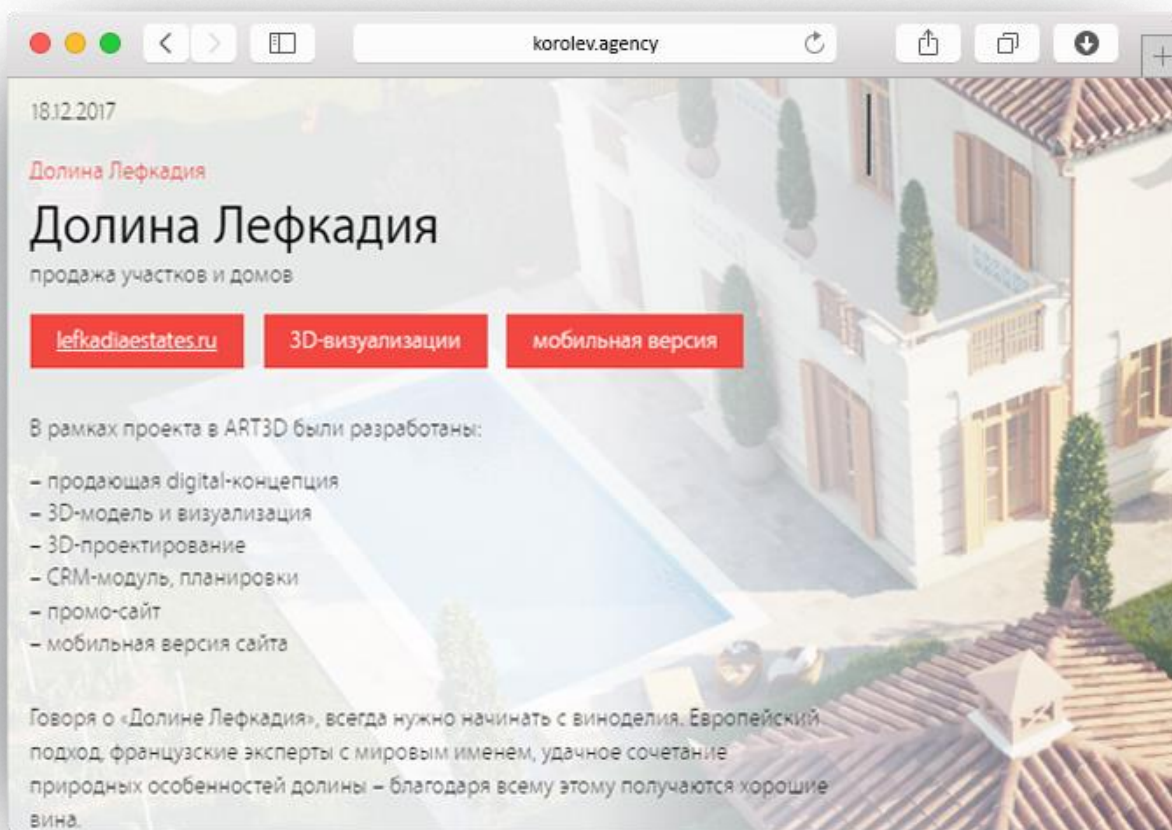 korolev.agency
18.12.2017
Долина Лефкадия
Долина Лефкадия
продажа участков и домов
lefkadiaestates.ru
3D-визуализации
мобильная версия
В рамках проекта в ART3D были разработаны:
– продающая digital-концепция
– 3D-модель и визуализация
– 3D-проектирование
– CRM-модуль, планировки
– промо-сайт
– мобильная версия сайта
Говоря о «Долине Лефкадия», всегда нужно начинать с виноделия. Европейский
подход, французские эксперты с мировым именем, удачное сочетание
природных особенностей долины – благодаря всему этому получаются хорошие
вина.